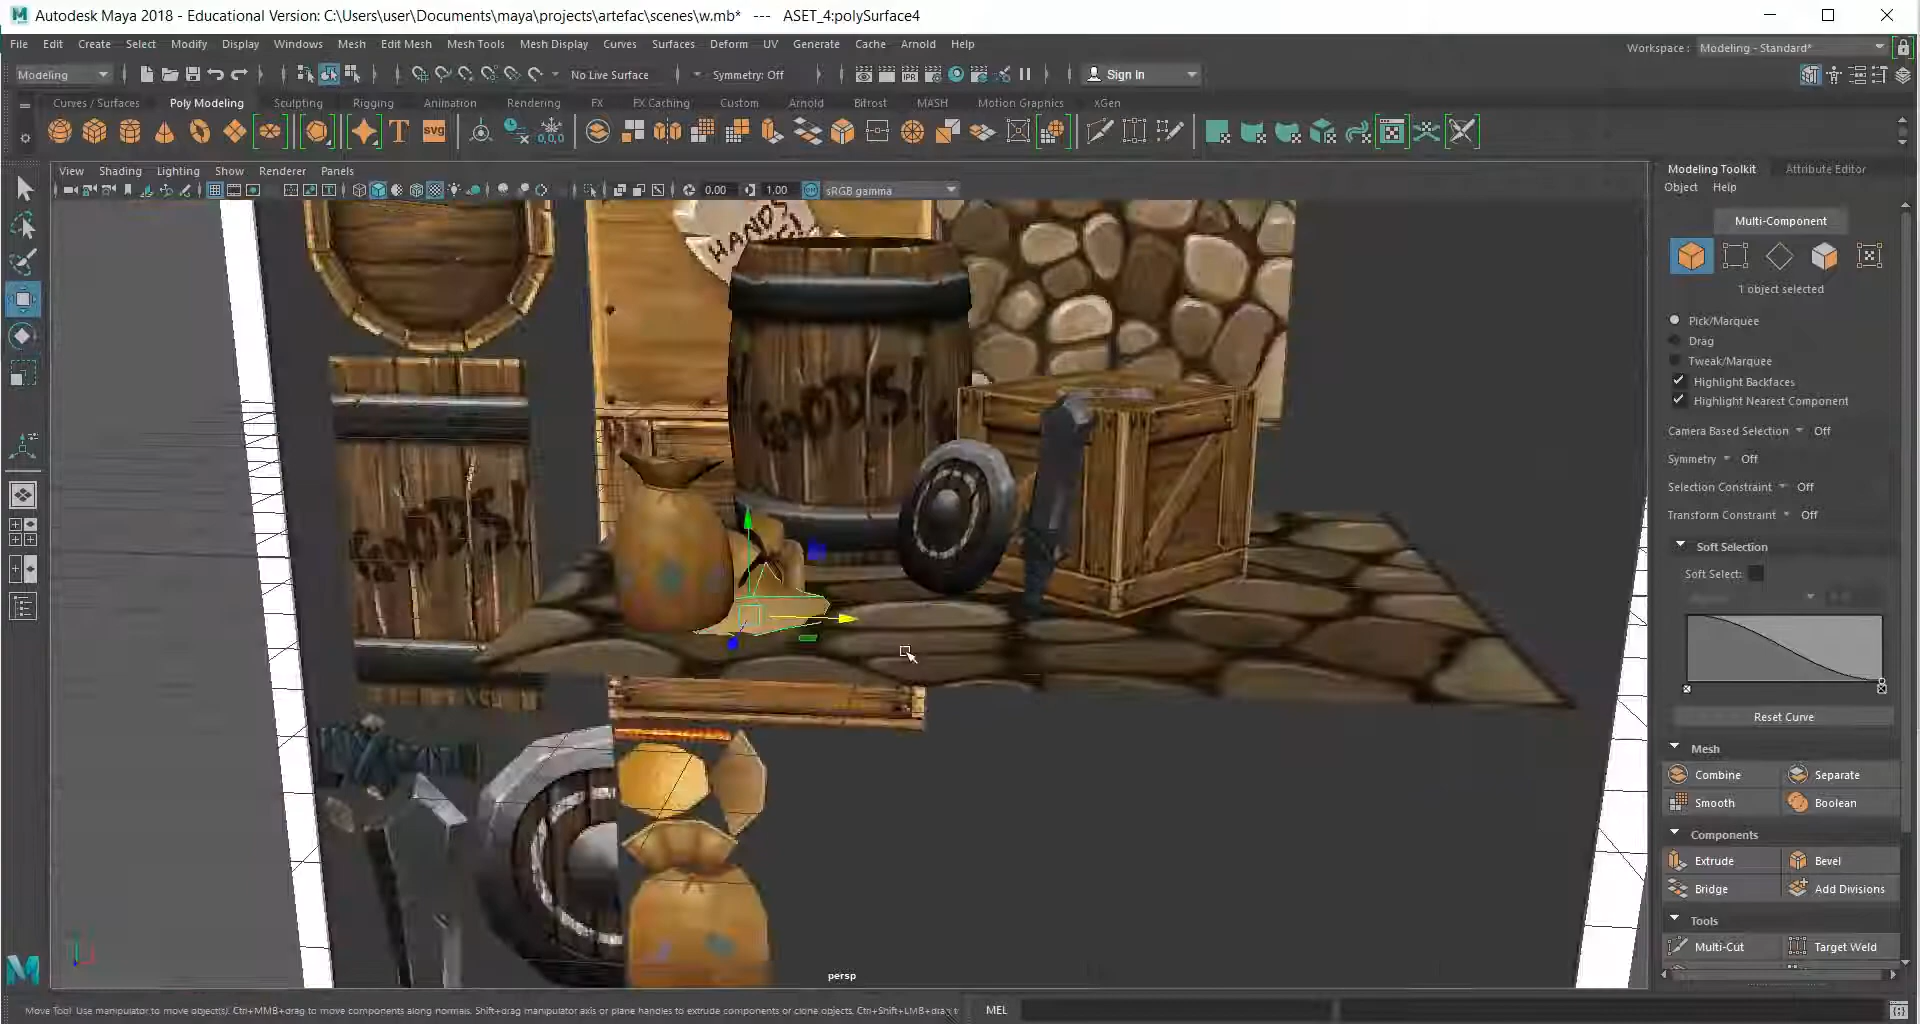 Autodesk Maya 2018 - Educational Version: C:\Users\user\Documents\maya\projects\artefac\scenes\w.mb* --- ASET_4:polySurface4
File Edit Create Select Modify Display Windows Mesh Edit Mesh Mesh Tools Mesh Display Curves Surfaces Deform UV Generate Cache Arnold Help
Workspace : Modeling - Standard*
Modeling No Live Surface Symmetry: Off Sign In
Curves / Surfaces Poly Modeling Sculpting Rigging Animation Rendering FX FX Caching Custom Arnold Bifrost MASH Motion Graphics XGen
T svg 0,0,0
View Shading Lighting Show Renderer Panels
0.00 1.00 sRGB gamma
Modeling Toolkit Attribute Editor
Object Help
Multi-Component
1 object selected
Pick/Marquee
Drag
Tweak/Marquee
Highlight Backfaces
Highlight Nearest Component
Camera Based Selection Off
Symmetry Off
Selection Constraint Off
Transform Constraint Off
Soft Selection
Soft Select:
Reset Curve
Mesh
Combine Separate
Smooth Boolean
Components
Extrude Bevel
Bridge Add Divisions
Tools
Multi-Cut Target Weld
HANDS
GOODS!
GOODS!
persp
Move Tool: Use manipulator to move object(s). Ctrl+MMB+drag to move components along normals. Shift+drag manipulator axis or plane handles to extrude components or clone objects. Ctrl+Shift+LMB+drag
MEL